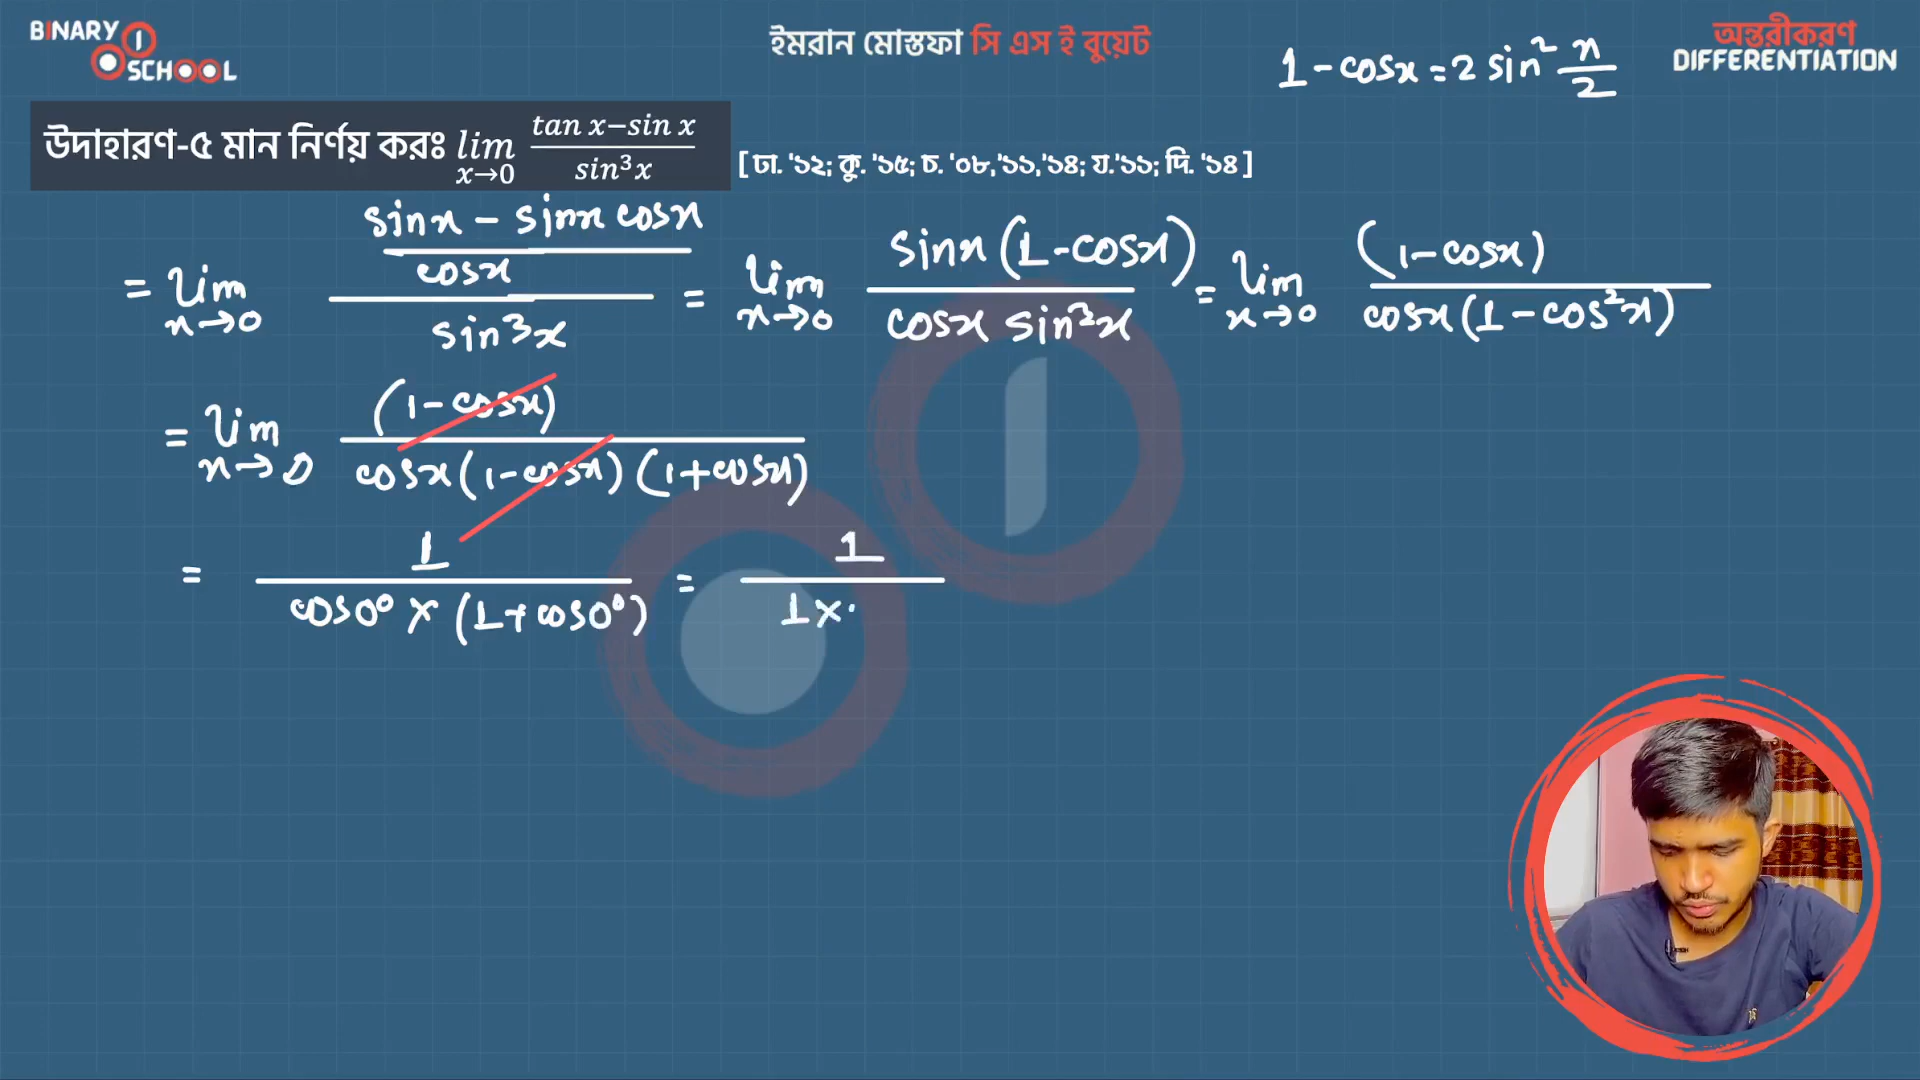 BINARY SCHOOL
ইমরান মোস্তফা সি এস ই বুয়েট
অন্তরীকরণ
DIFFERENTIATION
1 - cosx = 2 sin² x/2
উদাহারণ-৫ মান নির্ণয় করঃ lim x→0 (tan x−sin x)/(sin³x)
[ ঢা. '১২; কু. '১৫; চ. '০৮,'১১,'১৪; য.'১১; দি. '১৪ ]
= lim x→0 ((sinx - sinx cosx)/cosx)/(sin³x) = lim x→0 (sinx (1-cosx))/(cosx sin³x) = lim x→0 (1-cosx)/(cosx (1-cos²x))
= lim x→0 (1-cosx)/(cosx (1-cosx) (1+cosx))
= 1/(cos0° × (1+cos0°)) = 1/(1×